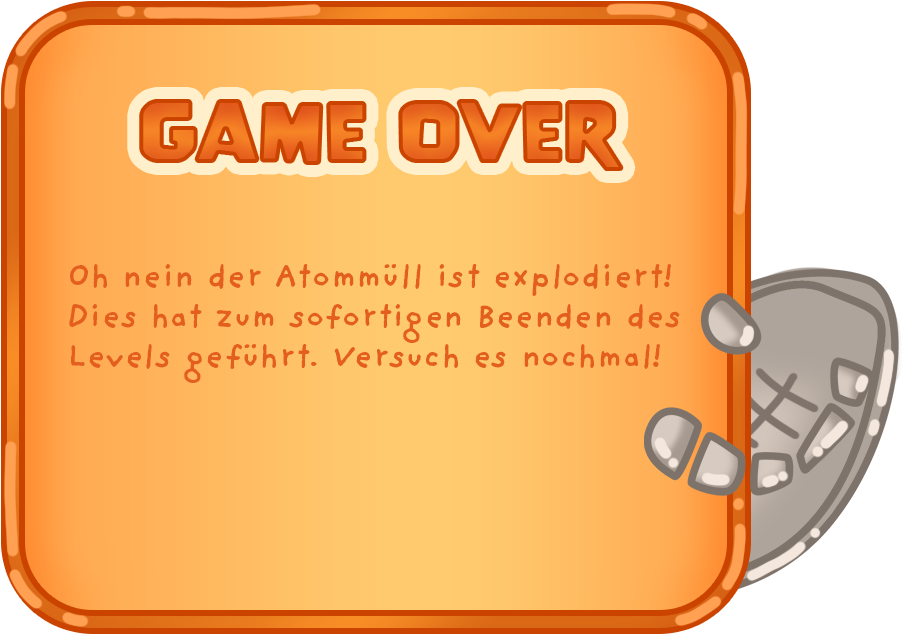 GAME OVER
Oh nein der Atommüll ist explodiert!
Dies hat zum sofortigen Beenden des
Levels geführt. Versuch es nochmal!